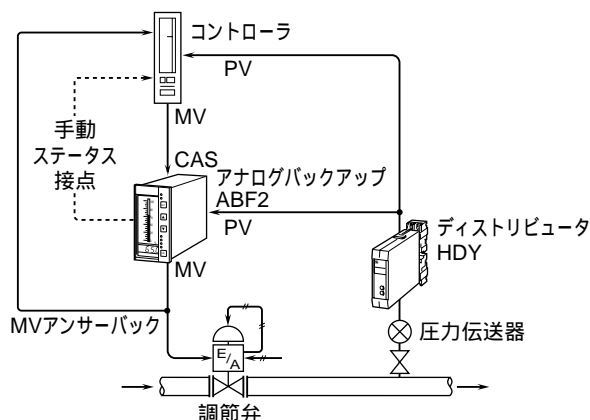 コントローラ
PV
MV
手動
ステータス
接点
CAS
アナログバックアップ
ABF2
PV
MV
ディストリビュータ
HDY
MVアンサーバック
圧力伝送器
E/A
調節弁